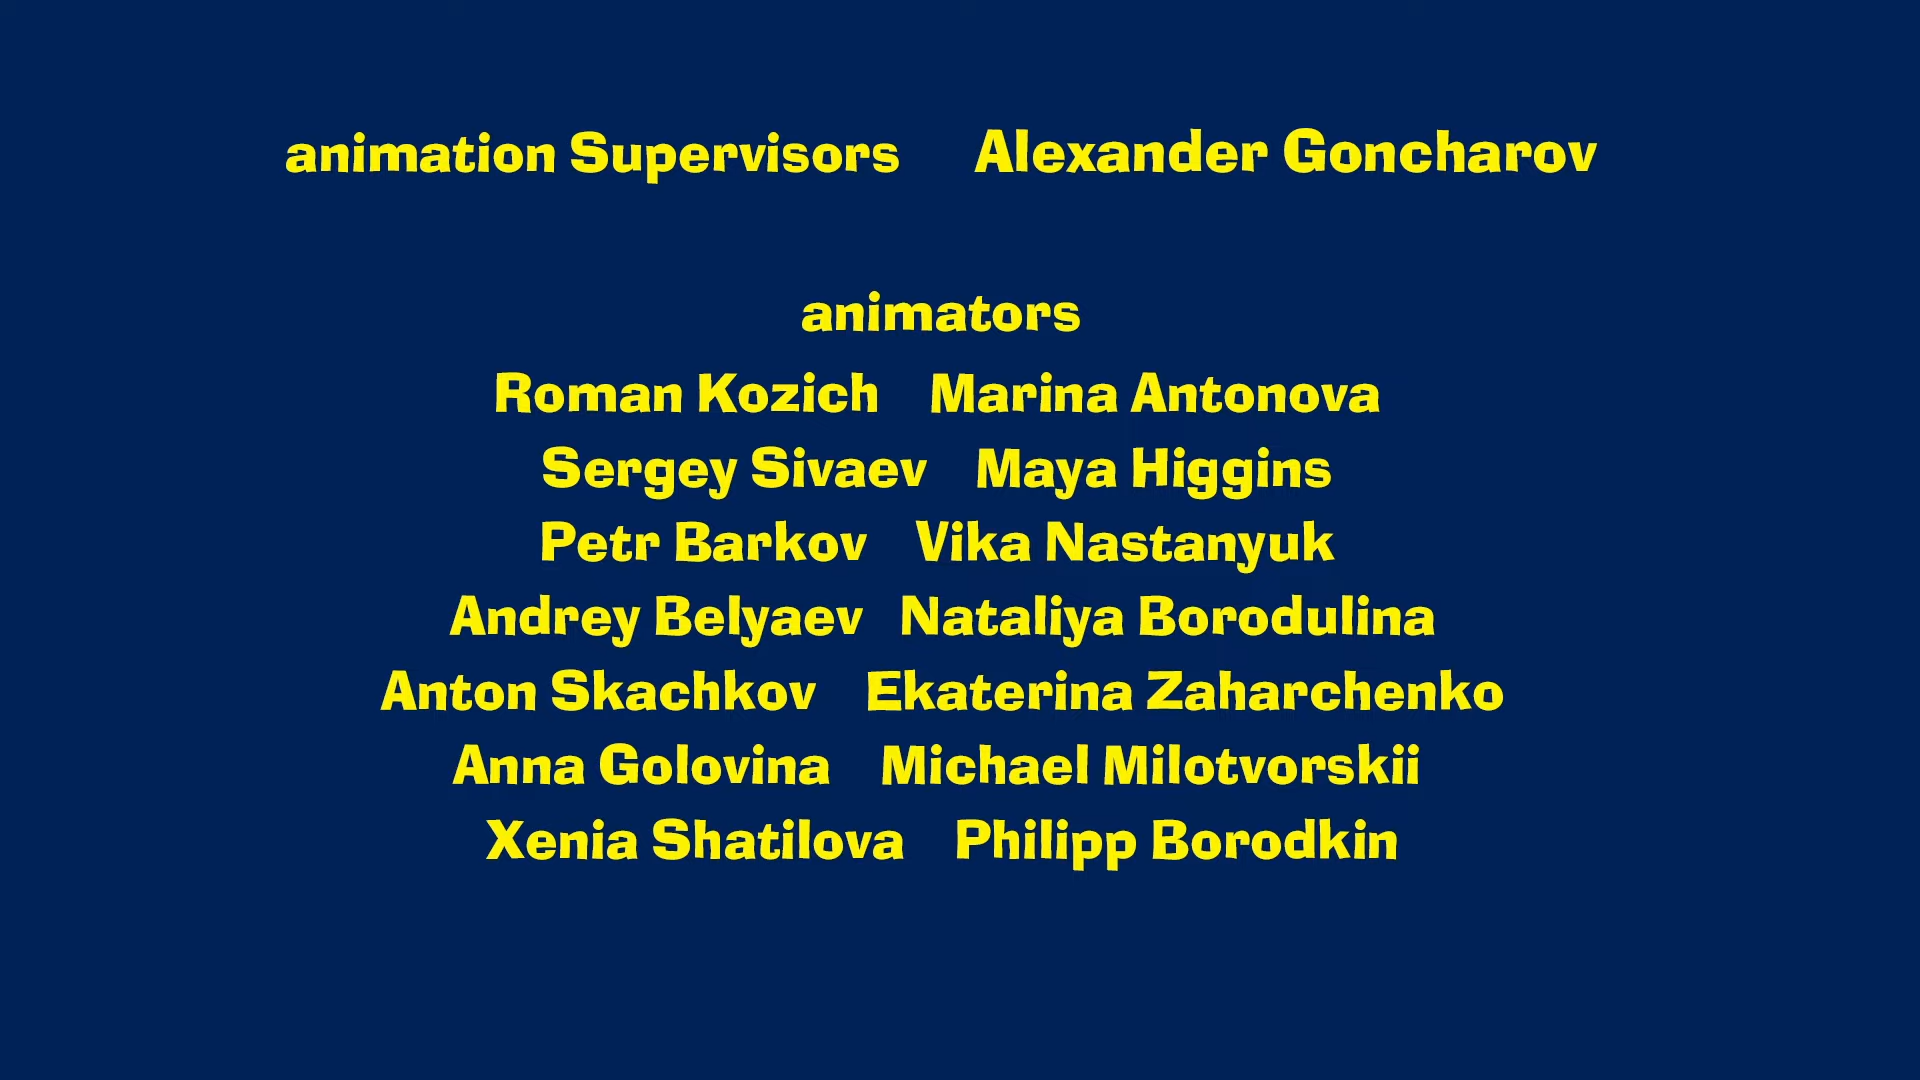 animation Supervisors Alexander Goncharov
animators
Roman Kozich Marina Antonova
Sergey Sivaev Maya Higgins
Petr Barkov Vika Nastanyuk
Andrey Belyaev Nataliya Borodulina
Anton Skachkov Ekaterina Zaharchenko
Anna Golovina Michael Milotvorskii
Xenia Shatilova Philipp Borodkin